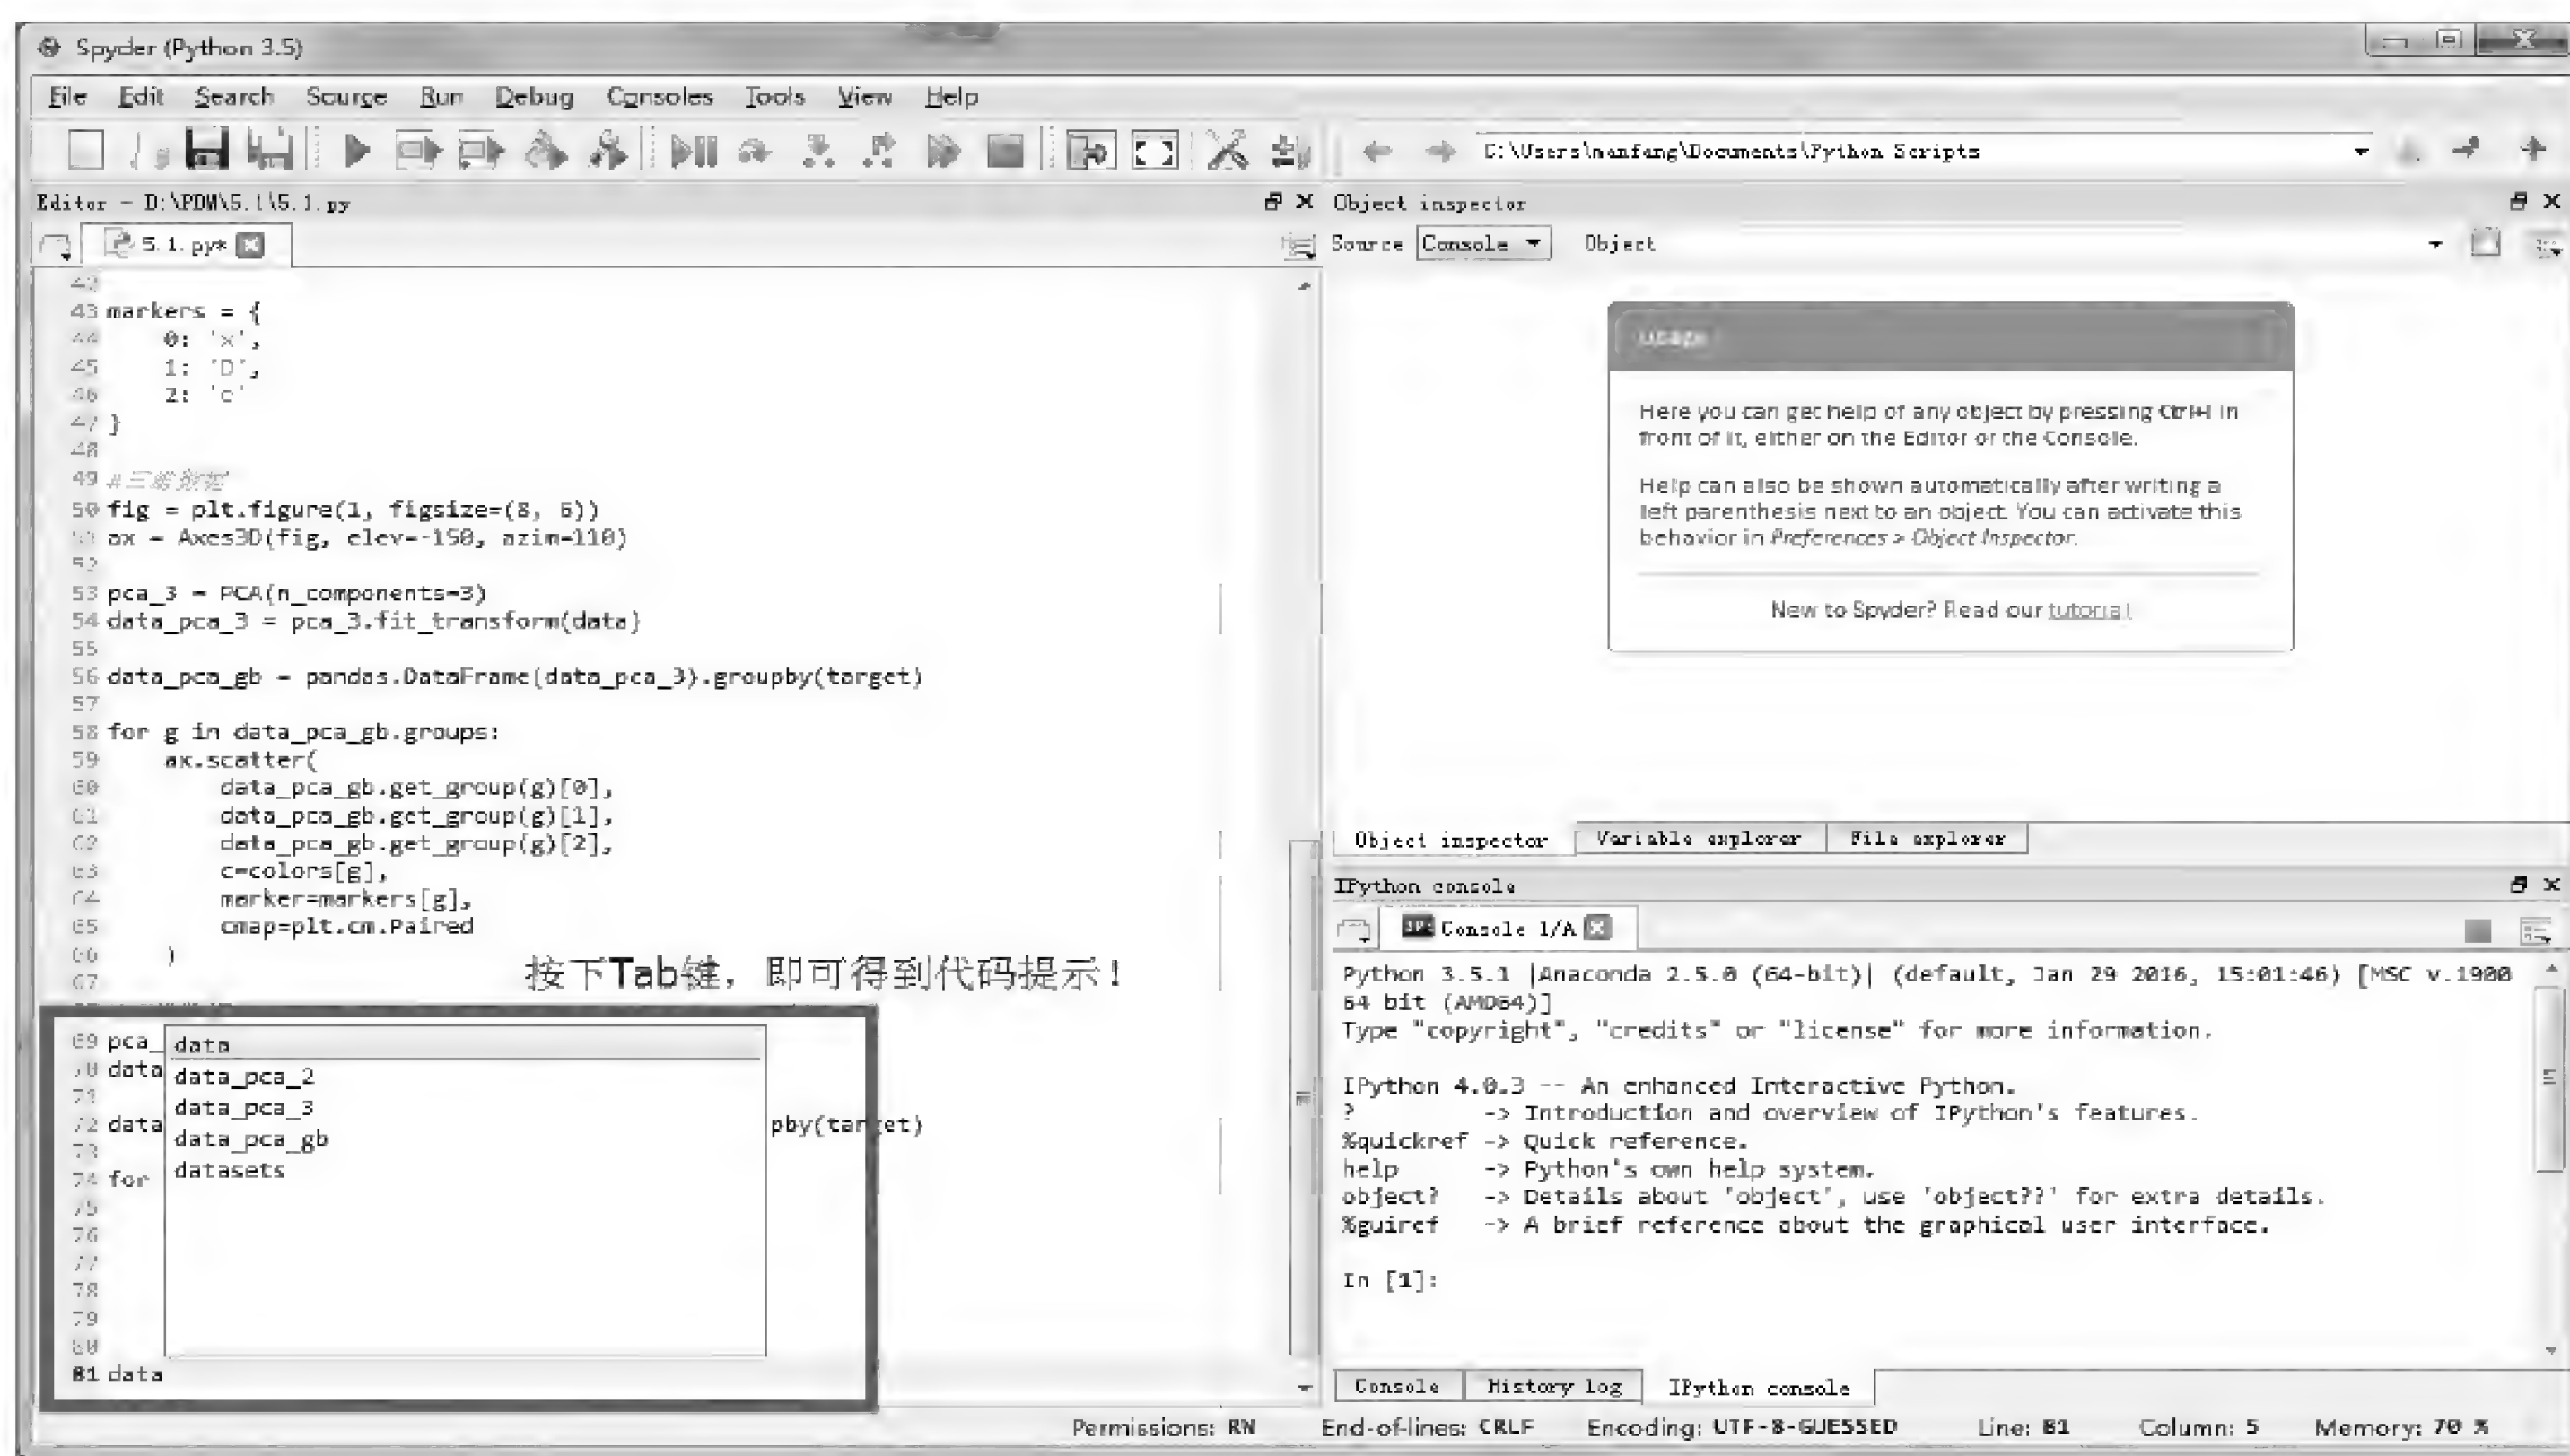 Spyder (Python 3.5)
File Edit Search Source Run Debug Consoles Tools View Help
C:\Users\nanfang\Documents\Python Scripts
Editor - D:\PDM\5.1\5.1.py
5.1.py*
42
43 markers = {
44 0: 'x',
45 1: 'D',
46 2: 'o'
47 }
48
49 #三维数据
50 fig = plt.figure(1, figsize=(8, 6))
51 ax = Axes3D(fig, elev=-150, azim=110)
52
53 pca_3 = PCA(n_components=3)
54 data_pca_3 = pca_3.fit_transform(data)
55
56 data_pca_gb = pandas.DataFrame(data_pca_3).groupby(target)
57
58 for g in data_pca_gb.groups:
59 ax.scatter(
60 data_pca_gb.get_group(g)[0],
61 data_pca_gb.get_group(g)[1],
62 data_pca_gb.get_group(g)[2],
63 c=colors[g],
64 marker=markers[g],
65 cmap=plt.cm.Paired
66 )
67
按下Tab键，即可得到代码提示！
69 pca_
70 data
71
72 data pby(target)
73
74 for
75
76
77
78
79
80
81 data
data
data_pca_2
data_pca_3
data_pca_gb
datasets
Object inspector
Source Console Object
Usage
Here you can get help of any object by pressing Ctrl+I in
front of it, either on the Editor or the Console.
Help can also be shown automatically after writing a
left parenthesis next to an object. You can activate this
behavior in Preferences > Object Inspector.
New to Spyder? Read our tutorial
Object inspector Variable explorer File explorer
IPython console
IP: Console 1/A
Python 3.5.1 |Anaconda 2.5.0 (64-bit)| (default, Jan 29 2016, 15:01:46) [MSC v.1900
64 bit (AMD64)]
Type "copyright", "credits" or "license" for more information.
IPython 4.0.3 -- An enhanced Interactive Python.
? -> Introduction and overview of IPython's features.
%quickref -> Quick reference.
help -> Python's own help system.
object? -> Details about 'object', use 'object??' for extra details.
%guiref -> A brief reference about the graphical user interface.
In [1]:
Console History log IPython console
Permissions: RW End-of-lines: CRLF Encoding: UTF-8-GUESSED Line: 81 Column: 5 Memory: 70 %